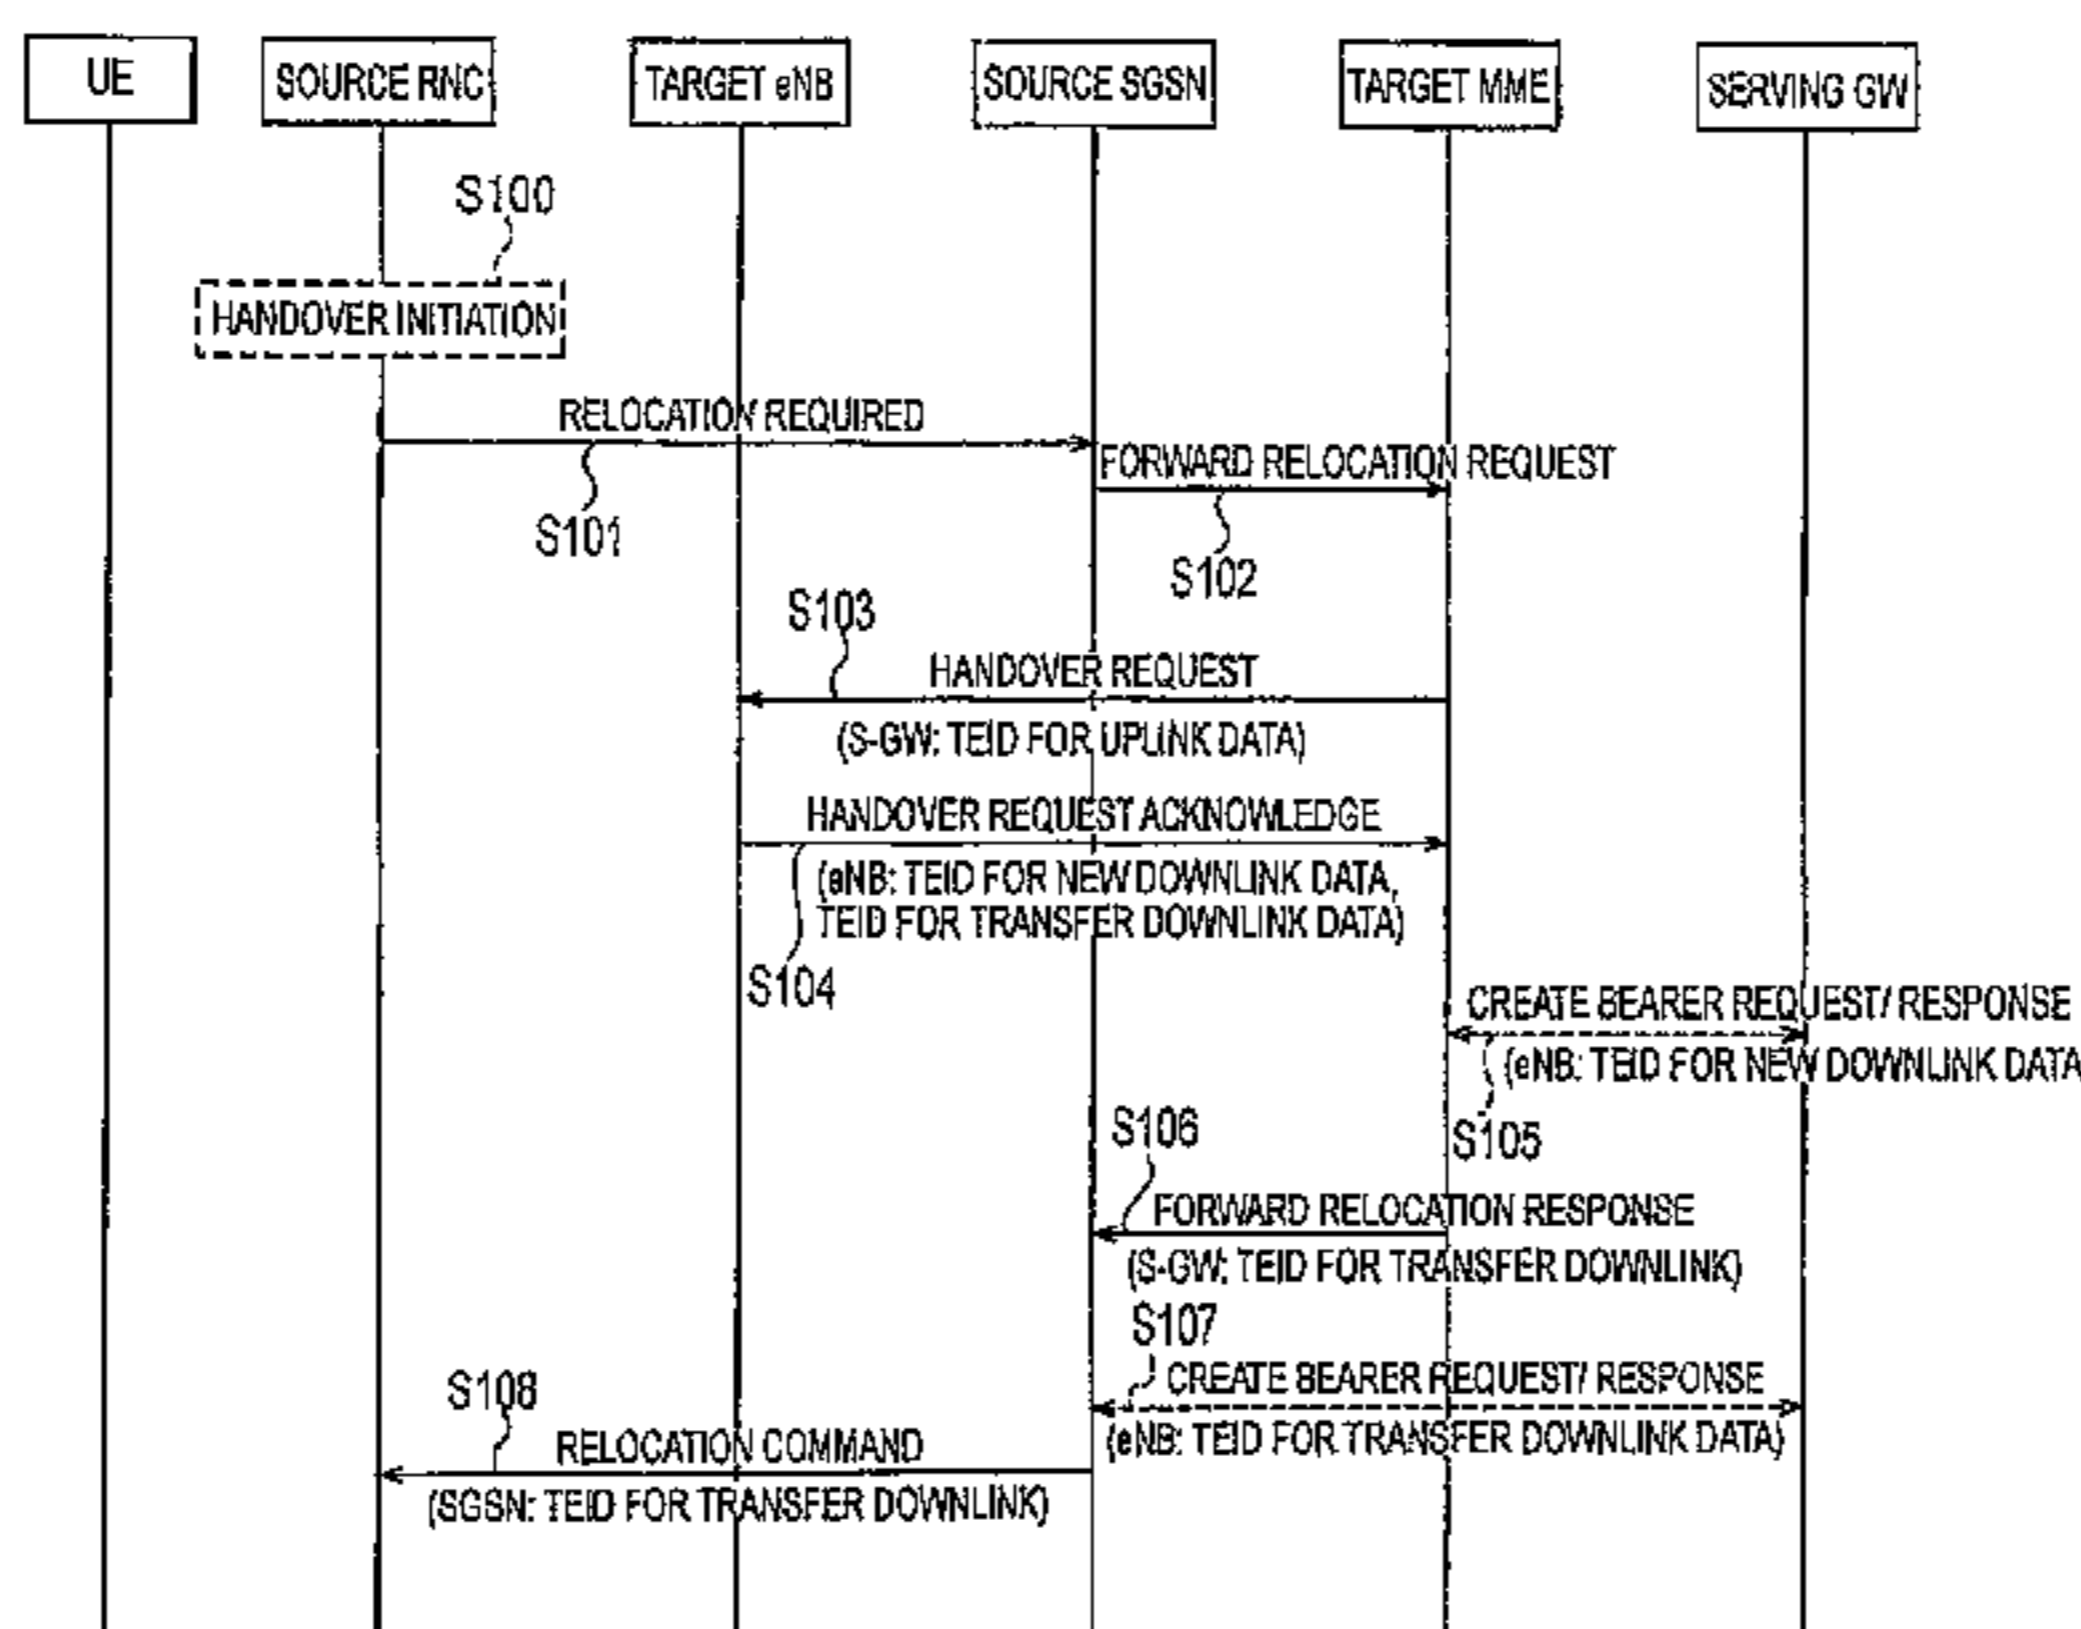 UE
SOURCE RNC
TARGET eNB
SOURCE SGSN
TARGET MME
SERVING GW
S100
HANDOVER INITIATION
RELOCATION REQUIRED
S101
FORWARD RELOCATION REQUEST
S102
S103
HANDOVER REQUEST
(S-GW: TEID FOR UPLINK DATA)
HANDOVER REQUEST ACKNOWLEDGE
(eNB: TEID FOR NEW DOWNLINK DATA,
TEID FOR TRANSFER DOWNLINK DATA)
S104
CREATE BEARER REQUEST/ RESPONSE
(eNB: TEID FOR NEW DOWNLINK DATA
S105
S106
FORWARD RELOCATION RESPONSE
(S-GW: TEID FOR TRANSFER DOWNLINK)
S107
CREATE BEARER REQUEST/ RESPONSE
(eNB: TEID FOR TRANSFER DOWNLINK DATA)
S108
RELOCATION COMMAND
(SGSN: TEID FOR TRANSFER DOWNLINK)